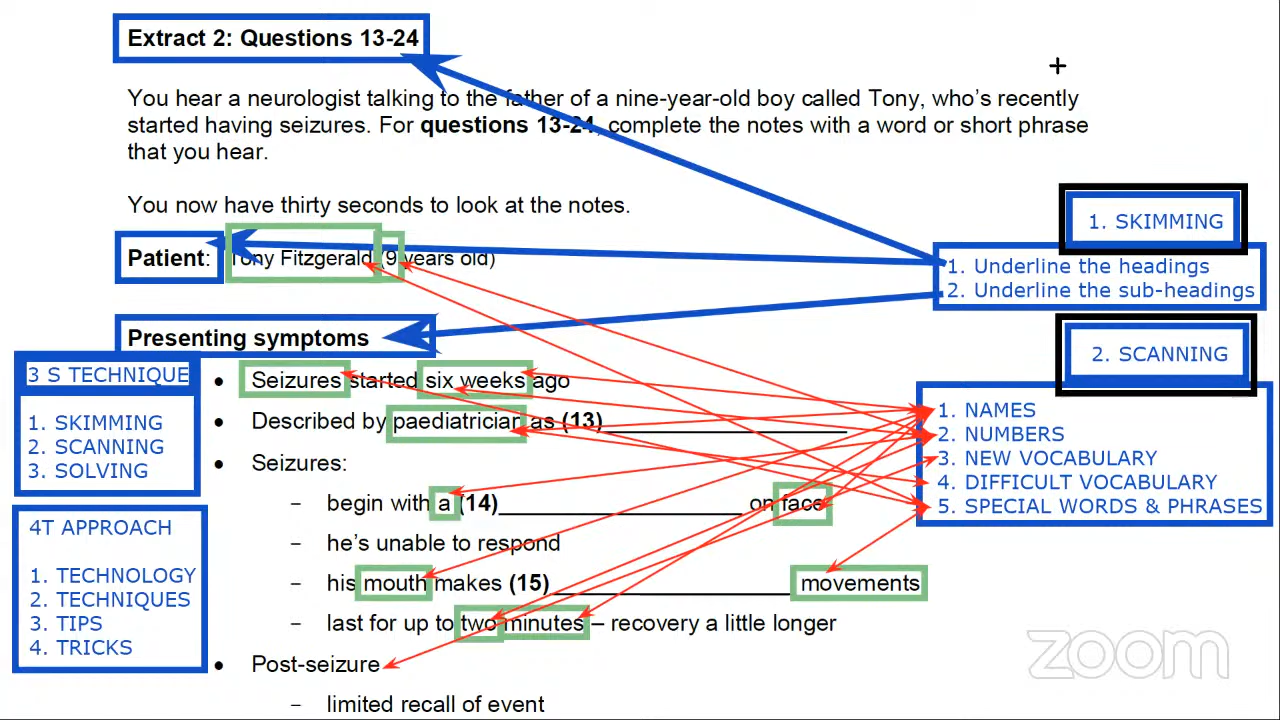 Extract 2: Questions 13-24
You hear a neurologist talking to the father of a nine-year-old boy called Tony, who's recently
started having seizures. For questions 13-24, complete the notes with a word or short phrase
that you hear.
You now have thirty seconds to look at the notes.
Patient: Tony Fitzgerald (9 years old)
Presenting symptoms
• Seizures started six weeks ago
• Described by paediatrician as (13)____________________
• Seizures:
– begin with a (14)____________________ on face
– he's unable to respond
– his mouth makes (15)____________________ movements
– last for up to two minutes – recovery a little longer
• Post-seizure
– limited recall of event
3 S TECHNIQUE
1. SKIMMING
2. SCANNING
3. SOLVING
4T APPROACH
1. TECHNOLOGY
2. TECHNIQUES
3. TIPS
4. TRICKS
1. SKIMMING
1. Underline the headings
2. Underline the sub-headings
2. SCANNING
1. NAMES
2. NUMBERS
3. NEW VOCABULARY
4. DIFFICULT VOCABULARY
5. SPECIAL WORDS & PHRASES
zoom